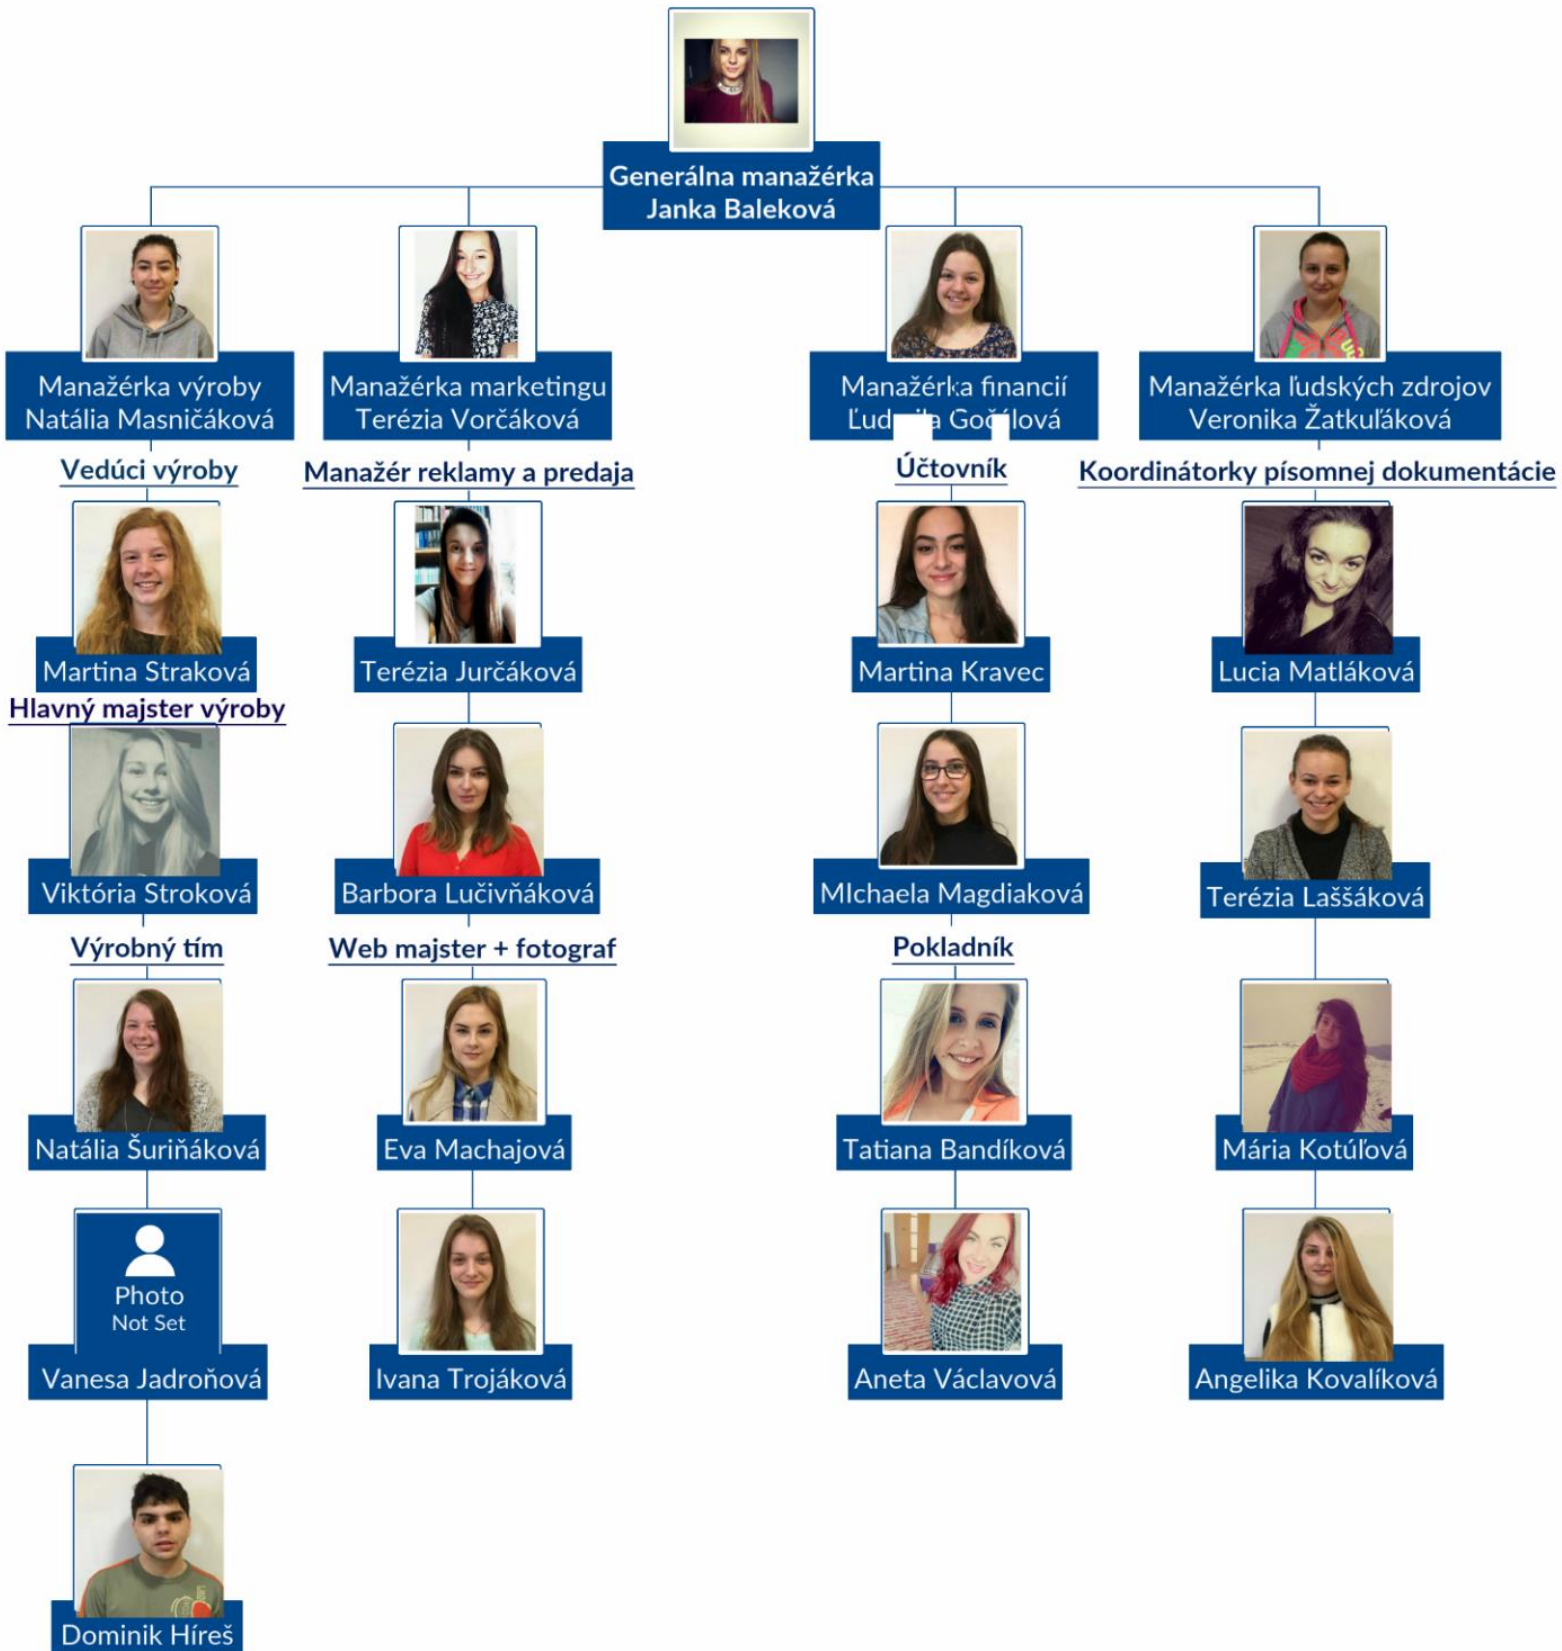 Generálna manažérka
Janka Baleková
Manažérka výroby
Natália Masničáková
Manažérka marketingu
Terézia Vorčáková
Manažérka financií
Manažérka ľudských zdrojov
Veronika Žatkuľáková
Vedúci výroby
Manažér reklamy a predaja
Účtovník
Koordinátorky písomnej dokumentácie
Martina Straková
Terézia Jurčáková
Martina Kravec
Lucia Matláková
Hlavný majster výroby
Viktória Stroková
Barbora Lučivňáková
MIchaela Magdiaková
Terézia Laššáková
Výrobný tím
Web majster + fotograf
Pokladník
Natália Šuriňáková
Eva Machajová
Tatiana Bandíková
Mária Kotúľová
Photo
Not Set
Vanesa Jadroňová
Ivana Trojáková
Aneta Václavová
Angelika Kovalíková
Dominik Híreš